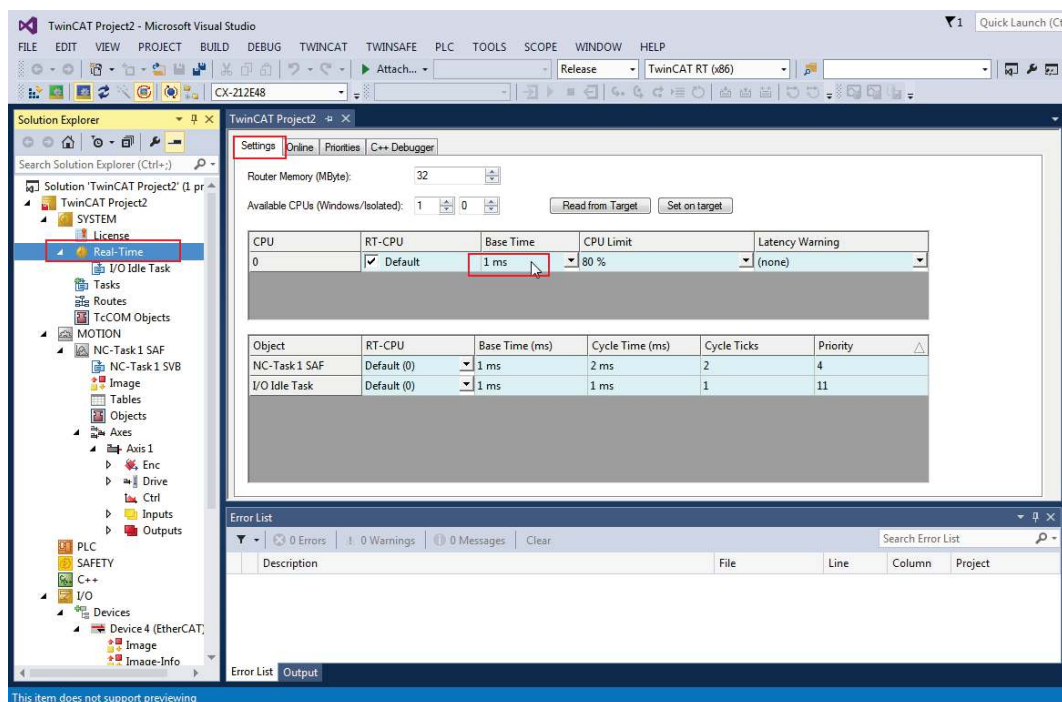 TwinCAT Project2 - Microsoft Visual Studio
1
Quick Launch (Ct
FILE EDIT VIEW PROJECT BUILD DEBUG TWINCAT TWINSAFE PLC TOOLS SCOPE WINDOW HELP
Attach... Release TwinCAT RT (x86)
CX-212E48
Solution Explorer
Search Solution Explorer (Ctrl+;)
Solution 'TwinCAT Project2' (1 pr
TwinCAT Project2
SYSTEM
License
Real-Time
I/O Idle Task
Tasks
Routes
TcCOM Objects
MOTION
NC-Task 1 SAF
NC-Task 1 SVB
Image
Tables
Objects
Axes
Axis 1
Enc
Drive
Ctrl
Inputs
Outputs
PLC
SAFETY
C++
I/O
Devices
Device 4 (EtherCAT)
Image
Image-Info
TwinCAT Project2
Settings Online Priorities C++ Debugger
Router Memory (MByte): 32
Available CPUs (Windows/Isolated): 1 0 Read from Target Set on target
CPU RT-CPU Base Time CPU Limit Latency Warning
0 Default 1 ms 80 % (none)
Object RT-CPU Base Time (ms) Cycle Time (ms) Cycle Ticks Priority
NC-Task 1 SAF Default (0) 1 ms 2 ms 2 4
I/O Idle Task Default (0) 1 ms 1 ms 1 11
Error List
0 Errors 0 Warnings 0 Messages Clear Search Error List
Description File Line Column Project
Error List Output
This item does not support previewing